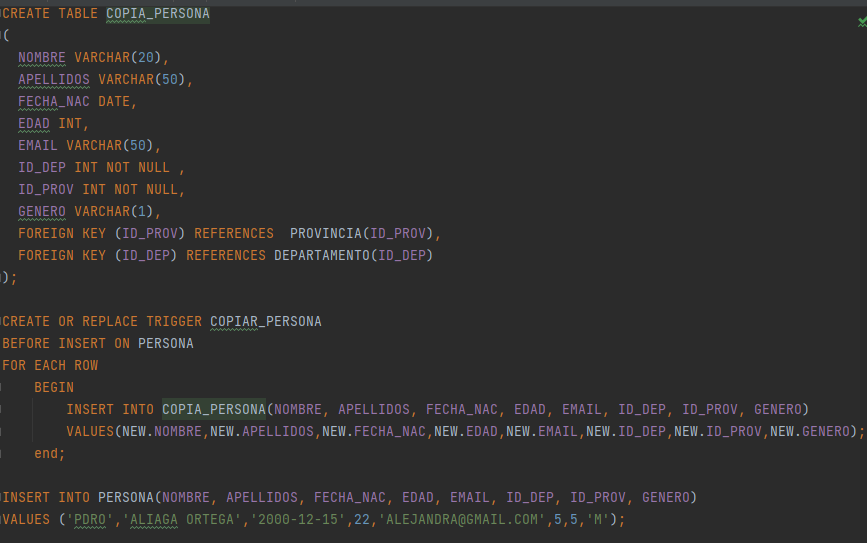 CREATE TABLE COPIA_PERSONA
(
NOMBRE VARCHAR(20),
APELLIDOS VARCHAR(50),
FECHA_NAC DATE,
EDAD INT,
EMAIL VARCHAR(50),
ID_DEP INT NOT NULL ,
ID_PROV INT NOT NULL,
GENERO VARCHAR(1),
FOREIGN KEY (ID_PROV) REFERENCES  PROVINCIA(ID_PROV),
FOREIGN KEY (ID_DEP) REFERENCES DEPARTAMENTO(ID_DEP)
);
CREATE OR REPLACE TRIGGER COPIAR_PERSONA
BEFORE INSERT ON PERSONA
FOR EACH ROW
BEGIN
INSERT INTO COPIA_PERSONA(NOMBRE, APELLIDOS, FECHA_NAC, EDAD, EMAIL, ID_DEP, ID_PROV, GENERO)
VALUES(NEW.NOMBRE,NEW.APELLIDOS,NEW.FECHA_NAC,NEW.EDAD,NEW.EMAIL,NEW.ID_DEP,NEW.ID_PROV,NEW.GENERO);
end;
INSERT INTO PERSONA(NOMBRE, APELLIDOS, FECHA_NAC, EDAD, EMAIL, ID_DEP, ID_PROV, GENERO)
VALUES ('PDRO','ALIAGA ORTEGA','2000-12-15',22,'ALEJANDRA@GMAIL.COM',5,5,'M');